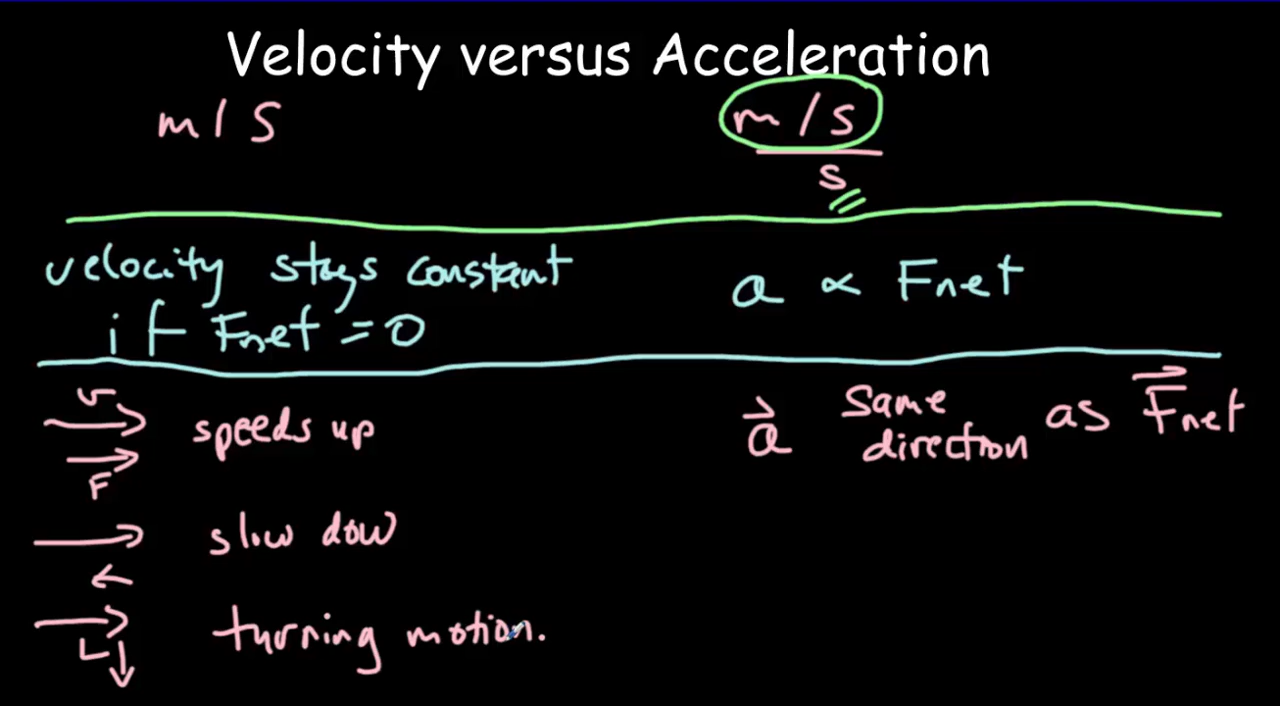 Velocity versus Acceleration
m/s
m/s
s
velocity stays constant
if Fnet = 0
a ∝ Fnet
v
speeds up
F
a same direction as Fnet
slow dow
turning motion.